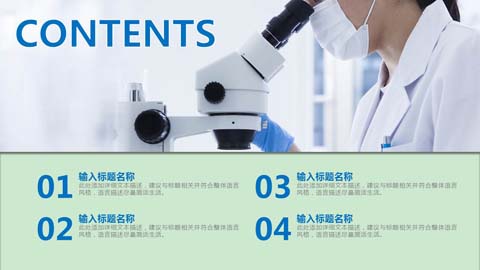 CONTENTS
01
输入标题名称
此处添加详细文本描述，建议与标题相关并符合整体语言
风格，语言描述尽量简洁生活。
02
输入标题名称
此处添加详细文本描述，建议与标题相关并符合整体语言
风格，语言描述尽量简洁生活。
03
输入标题名称
此处添加详细文本描述，建议与标题相关并符合整体语言
风格，语言描述尽量简洁生活。
04
输入标题名称
此处添加详细文本描述，建议与标题相关并符合整体语言
风格，语言描述尽量简洁生活。